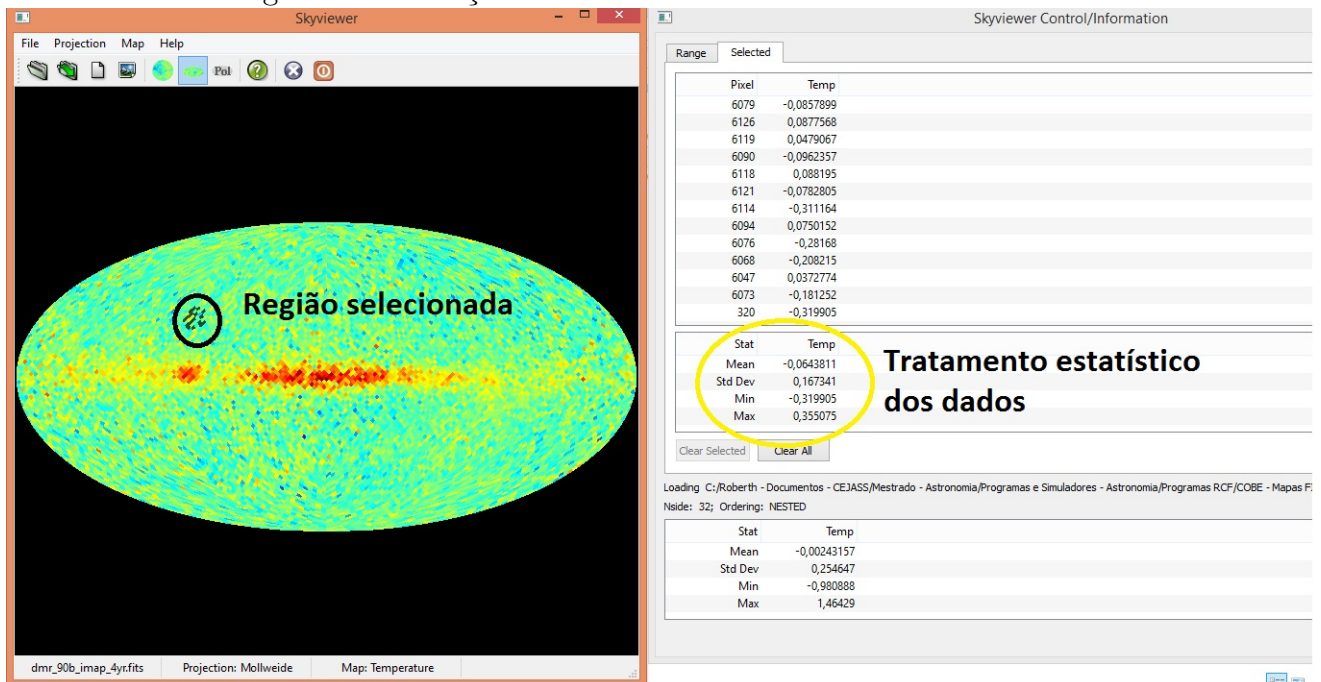 Skyviewer
File Projection Map Help
Pol
Região selecionada
dmr_90b_imap_4yr.fits Projection: Mollweide Map: Temperature
Skyviewer Control/Information
Range Selected
Pixel Temp
6079 -0,0857899
6126 0,0877568
6119 0,0479067
6090 -0,0962357
6118 0,088195
6121 -0,0782805
6114 -0,311164
6094 0,0750152
6076 -0,28168
6068 -0,208215
6047 0,0372774
6073 -0,181252
320 -0,319905
Stat Temp
Mean -0,0643811
Std Dev 0,167341
Min -0,319905
Max 0,355075
Tratamento estatístico
dos dados
Clear Selected Clear All
Loading C:/Roberth - Documentos - CEJASS/Mestrado - Astronomia/Programas e Simuladores - Astronomia/Programas RCF/COBE - Mapas
Nside: 32; Ordering: NESTED
Stat Temp
Mean -0,00243157
Std Dev 0,254647
Min -0,980888
Max 1,46429